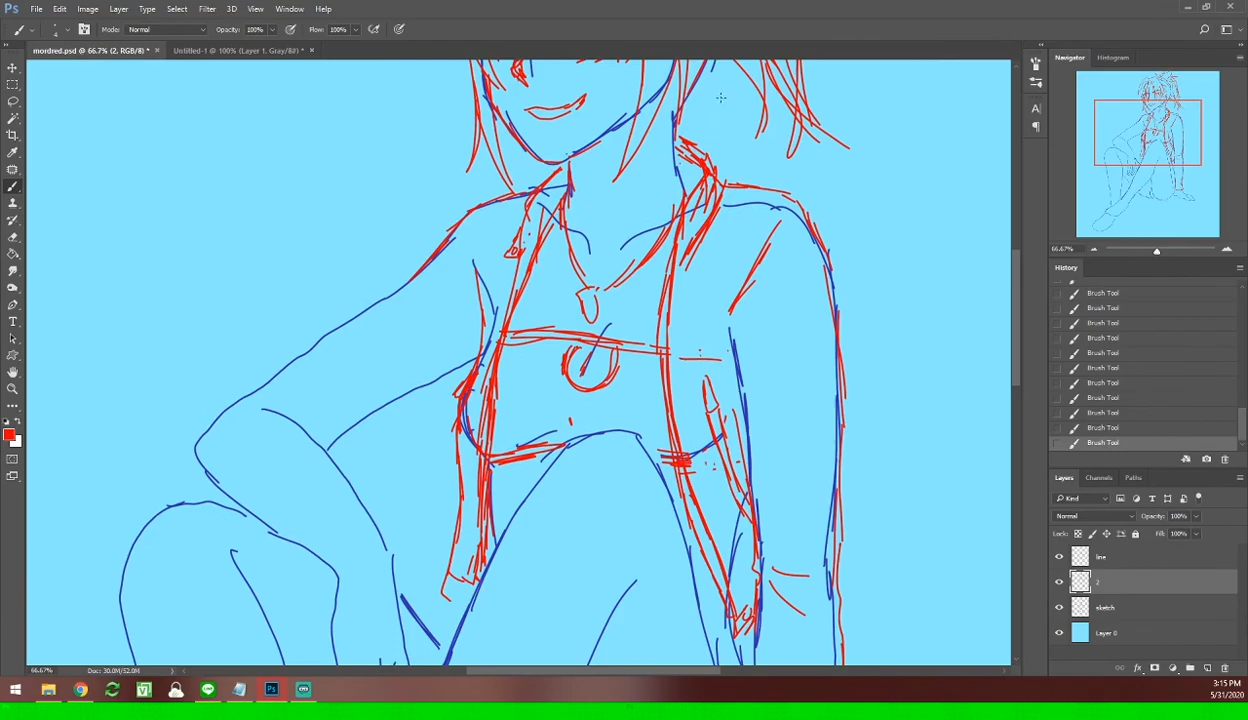 Ps File Edit Image Layer Type Select Filter 3D View Window Help
4 Mode: Normal Opacity: 100% Flow: 100%
mordred.psd @ 66.7% (2, RGB/8) * × Untitled-1 @ 100% (Layer 1, Gray/8#) * ×
Navigator Histogram
66.67%
History
Brush Tool
Brush Tool
Brush Tool
Brush Tool
Brush Tool
Brush Tool
Brush Tool
Brush Tool
Brush Tool
Brush Tool
Brush Tool
Layers Channels Paths
Kind
Normal Opacity: 100%
Lock: Fill: 100%
line
2
sketch
Layer 0
66.67% Doc: 30.0M/52.0M
3:15 PM
5/31/2020